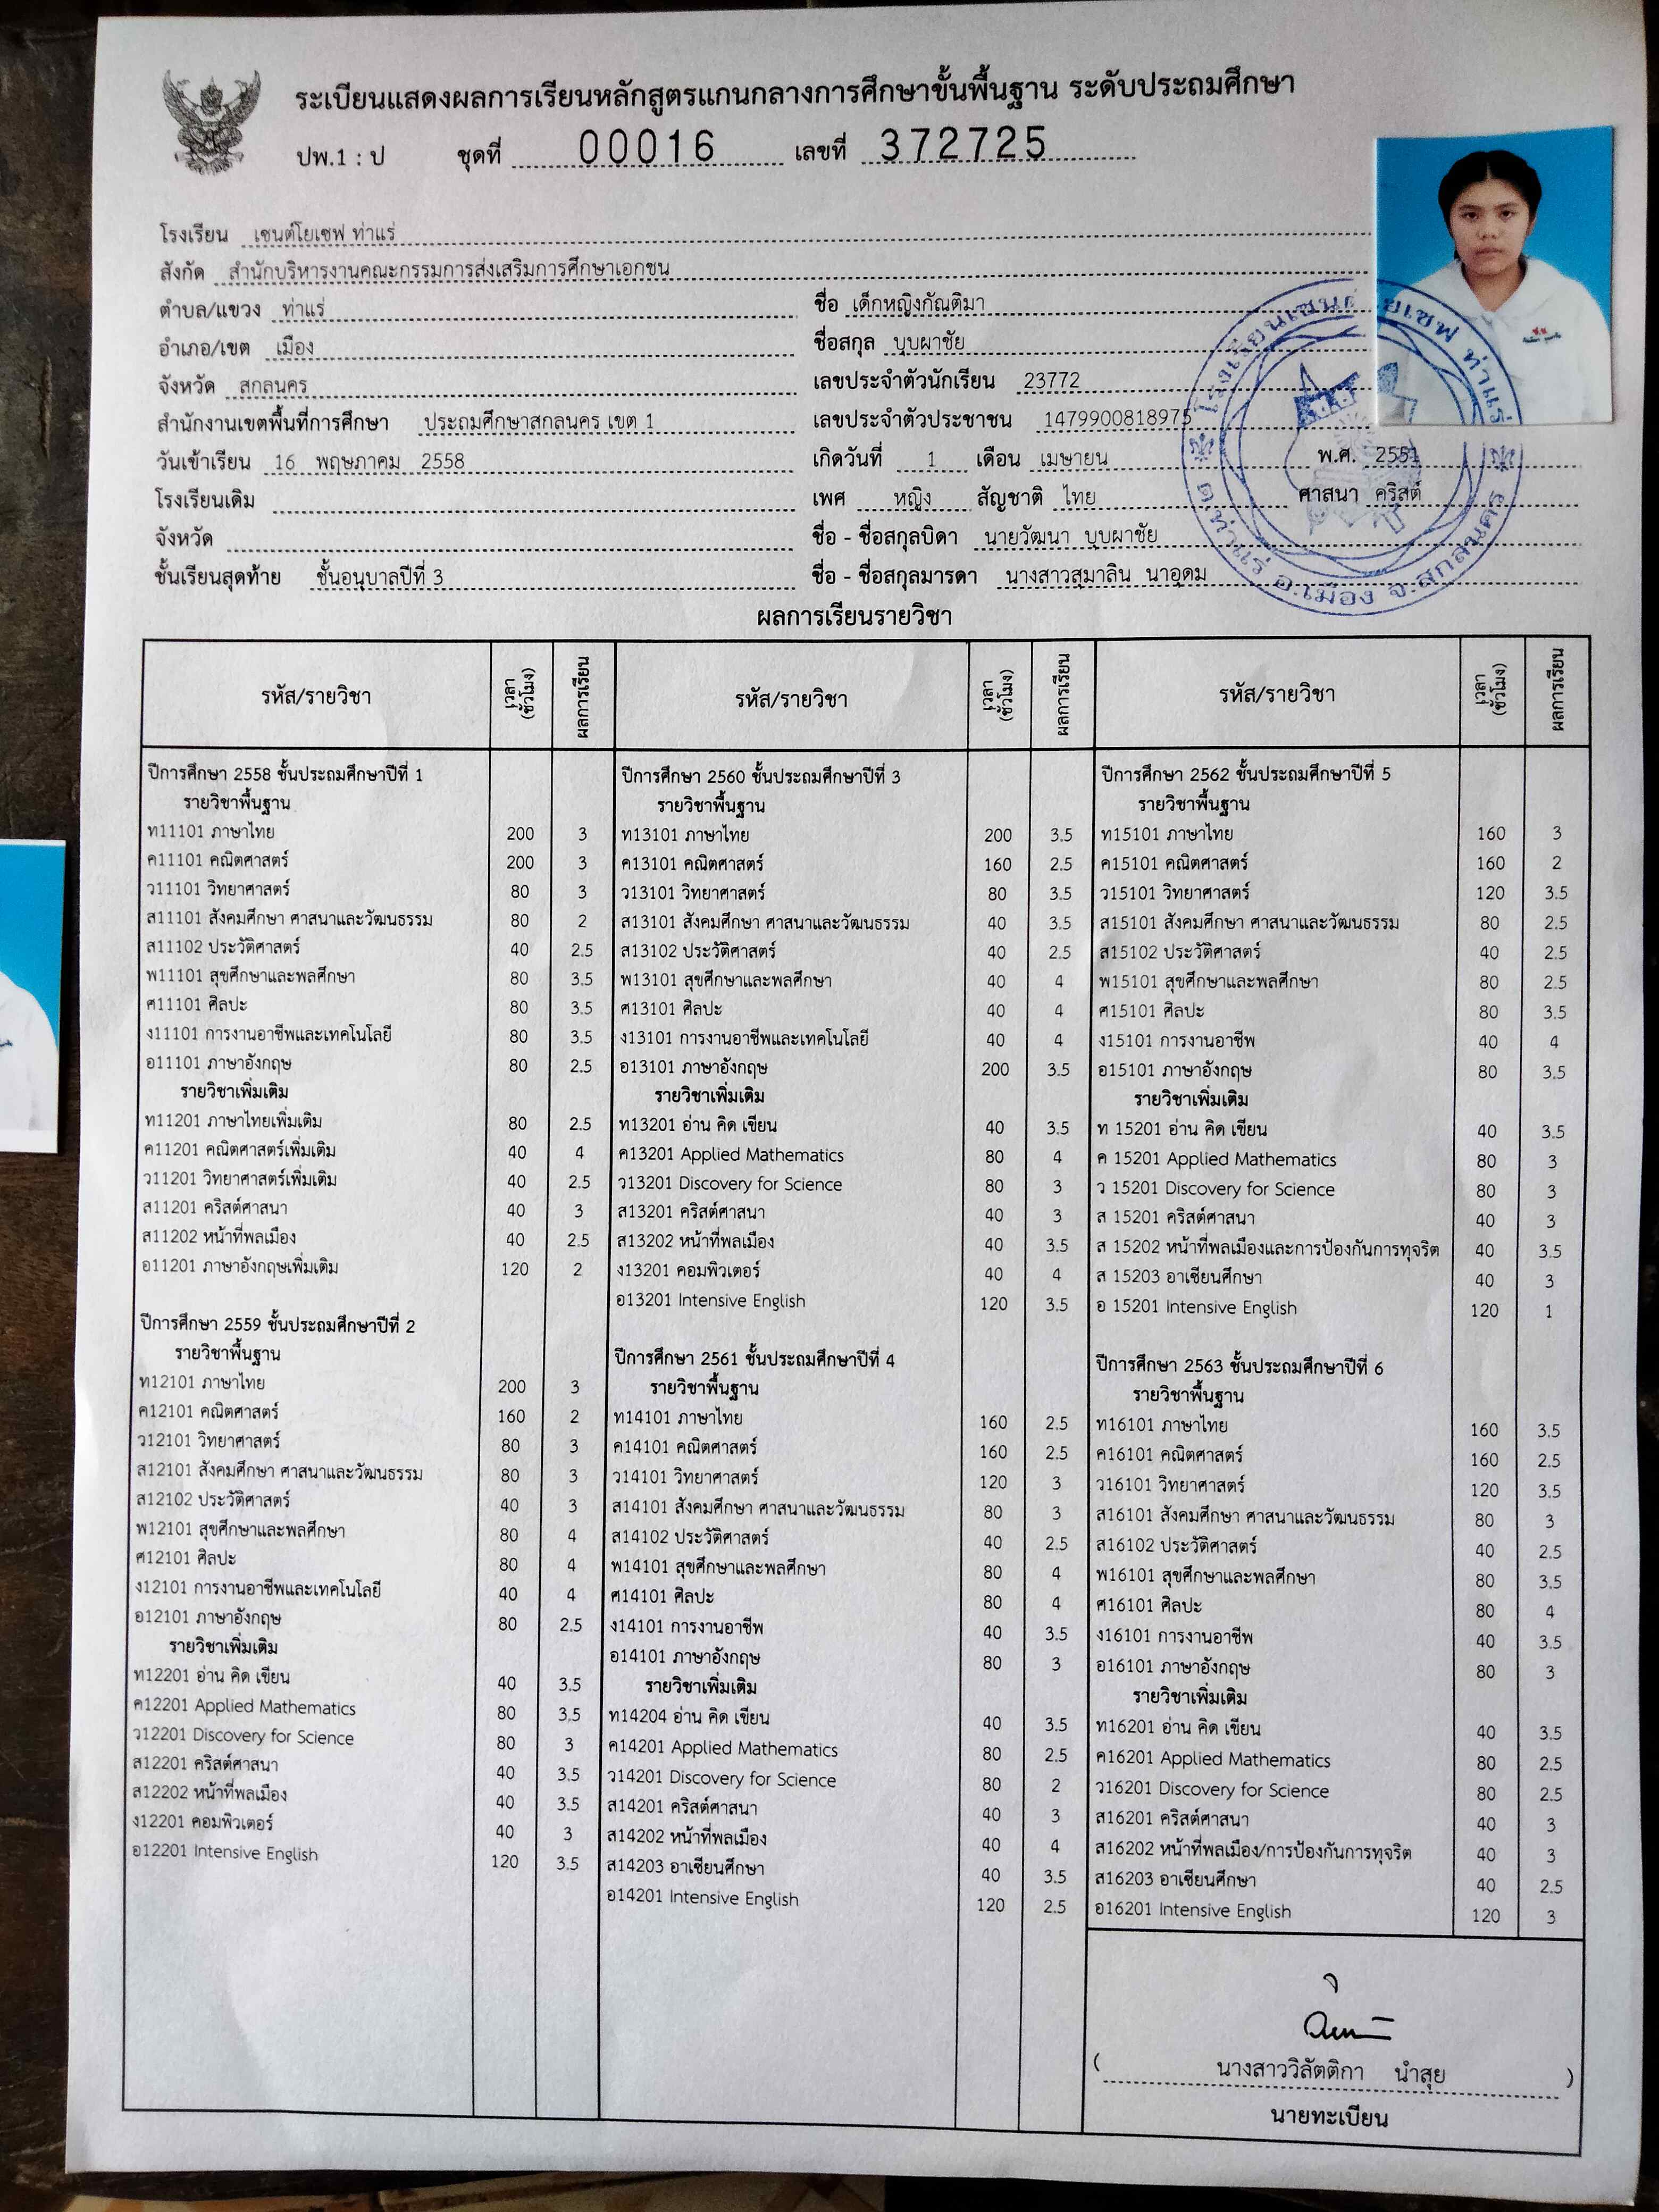 ระเบียนแสดงผลการเรียนหลักสูตรแกนกลางการศึกษาขั้นพื้นฐาน ระดับประถมศึกษา
ปพ.1 : ป ชุดที่ 00016 เลขที่ 372725
โรงเรียน เซนต์โยเซฟ ท่าแร่
สังกัด สำนักบริหารงานคณะกรรมการส่งเสริมการศึกษาเอกชน
ตำบล/แขวง ท่าแร่
อำเภอ/เขต เมือง
จังหวัด สกลนคร
สำนักงานเขตพื้นที่การศึกษา ประถมศึกษาสกลนคร เขต 1
วันเข้าเรียน 16 พฤษภาคม 2558
โรงเรียนเดิม
จังหวัด
ชั้นเรียนสุดท้าย ชั้นอนุบาลปีที่ 3
ชื่อ เด็กหญิงกัณติมา
ชื่อสกุล บุบผาชัย
เลขประจำตัวนักเรียน 23772
เลขประจำตัวประชาชน 1479900818975
เกิดวันที่ 1 เดือน เมษายน พ.ศ. 2551
เพศ หญิง สัญชาติ ไทย ศาสนา คริสต์
ชื่อ - ชื่อสกุลบิดา นายวัฒนา บุบผาชัย
ชื่อ - ชื่อสกุลมารดา นางสาวสุมาลิน นาอุดม
โรงเรียนเซนต์โยเซฟ ท่าแร่
ต.ท่าแร่ อ.เมือง จ.สกลนคร
ผลการเรียนรายวิชา
รหัส/รายวิชา เวลา (ชั่วโมง) ผลการเรียน
ปีการศึกษา 2558 ชั้นประถมศึกษาปีที่ 1
รายวิชาพื้นฐาน
ท11101 ภาษาไทย 200 3
ค11101 คณิตศาสตร์ 200 3
ว11101 วิทยาศาสตร์ 80 3
ส11101 สังคมศึกษา ศาสนาและวัฒนธรรม 80 2
ส11102 ประวัติศาสตร์ 40 2.5
พ11101 สุขศึกษาและพลศึกษา 80 3.5
ศ11101 ศิลปะ 80 3.5
ง11101 การงานอาชีพและเทคโนโลยี 80 3.5
อ11101 ภาษาอังกฤษ 80 2.5
รายวิชาเพิ่มเติม
ท11201 ภาษาไทยเพิ่มเติม 80 2.5
ค11201 คณิตศาสตร์เพิ่มเติม 40 4
ว11201 วิทยาศาสตร์เพิ่มเติม 40 2.5
ส11201 คริสต์ศาสนา 40 3
ส11202 หน้าที่พลเมือง 40 2.5
อ11201 ภาษาอังกฤษเพิ่มเติม 120 2
ปีการศึกษา 2559 ชั้นประถมศึกษาปีที่ 2
รายวิชาพื้นฐาน
ท12101 ภาษาไทย 200 3
ค12101 คณิตศาสตร์ 160 2
ว12101 วิทยาศาสตร์ 80 3
ส12101 สังคมศึกษา ศาสนาและวัฒนธรรม 80 3
ส12102 ประวัติศาสตร์ 40 3
พ12101 สุขศึกษาและพลศึกษา 80 4
ศ12101 ศิลปะ 80 4
ง12101 การงานอาชีพและเทคโนโลยี 40 4
อ12101 ภาษาอังกฤษ 80 2.5
รายวิชาเพิ่มเติม
ท12201 อ่าน คิด เขียน 40 3.5
ค12201 Applied Mathematics 80 3.5
ว12201 Discovery for Science 80 3
ส12201 คริสต์ศาสนา 40 3.5
ส12202 หน้าที่พลเมือง 40 3.5
ง12201 คอมพิวเตอร์ 40 3
อ12201 Intensive English 120 3.5
รหัส/รายวิชา เวลา (ชั่วโมง) ผลการเรียน
ปีการศึกษา 2560 ชั้นประถมศึกษาปีที่ 3
รายวิชาพื้นฐาน
ท13101 ภาษาไทย 200 3.5
ค13101 คณิตศาสตร์ 160 2.5
ว13101 วิทยาศาสตร์ 80 3.5
ส13101 สังคมศึกษา ศาสนาและวัฒนธรรม 40 3.5
ส13102 ประวัติศาสตร์ 40 2.5
พ13101 สุขศึกษาและพลศึกษา 40 4
ศ13101 ศิลปะ 40 4
ง13101 การงานอาชีพและเทคโนโลยี 40 4
อ13101 ภาษาอังกฤษ 200 3.5
รายวิชาเพิ่มเติม
ท13201 อ่าน คิด เขียน 40 3.5
ค13201 Applied Mathematics 80 4
ว13201 Discovery for Science 80 3
ส13201 คริสต์ศาสนา 40 3
ส13202 หน้าที่พลเมือง 40 3.5
ง13201 คอมพิวเตอร์ 40 4
อ13201 Intensive English 120 3.5
ปีการศึกษา 2561 ชั้นประถมศึกษาปีที่ 4
รายวิชาพื้นฐาน
ท14101 ภาษาไทย 160 2.5
ค14101 คณิตศาสตร์ 160 2.5
ว14101 วิทยาศาสตร์ 120 3
ส14101 สังคมศึกษา ศาสนาและวัฒนธรรม 80 3
ส14102 ประวัติศาสตร์ 40 2.5
พ14101 สุขศึกษาและพลศึกษา 80 4
ศ14101 ศิลปะ 80 4
ง14101 การงานอาชีพ 40 3.5
อ14101 ภาษาอังกฤษ 80 3
รายวิชาเพิ่มเติม
ท14204 อ่าน คิด เขียน 40 3.5
ค14201 Applied Mathematics 80 2.5
ว14201 Discovery for Science 80 2
ส14201 คริสต์ศาสนา 40 3
ส14202 หน้าที่พลเมือง 40 4
ส14203 อาเซียนศึกษา 40 3.5
อ14201 Intensive English 120 2.5
รหัส/รายวิชา เวลา (ชั่วโมง) ผลการเรียน
ปีการศึกษา 2562 ชั้นประถมศึกษาปีที่ 5
รายวิชาพื้นฐาน
ท15101 ภาษาไทย 160 3
ค15101 คณิตศาสตร์ 160 2
ว15101 วิทยาศาสตร์ 120 3.5
ส15101 สังคมศึกษา ศาสนาและวัฒนธรรม 80 2.5
ส15102 ประวัติศาสตร์ 40 2.5
พ15101 สุขศึกษาและพลศึกษา 80 2.5
ศ15101 ศิลปะ 80 3.5
ง15101 การงานอาชีพ 40 4
อ15101 ภาษาอังกฤษ 80 3.5
รายวิชาเพิ่มเติม
ท 15201 อ่าน คิด เขียน 40 3.5
ค 15201 Applied Mathematics 80 3
ว 15201 Discovery for Science 80 3
ส 15201 คริสต์ศาสนา 40 3
ส 15202 หน้าที่พลเมืองและการป้องกันการทุจริต 40 3.5
ส 15203 อาเซียนศึกษา 40 3
อ 15201 Intensive English 120 1
ปีการศึกษา 2563 ชั้นประถมศึกษาปีที่ 6
รายวิชาพื้นฐาน
ท16101 ภาษาไทย 160 3.5
ค16101 คณิตศาสตร์ 160 2.5
ว16101 วิทยาศาสตร์ 120 3.5
ส16101 สังคมศึกษา ศาสนาและวัฒนธรรม 80 3
ส16102 ประวัติศาสตร์ 40 2.5
พ16101 สุขศึกษาและพลศึกษา 80 3.5
ศ16101 ศิลปะ 80 4
ง16101 การงานอาชีพ 40 3.5
อ16101 ภาษาอังกฤษ 80 3
รายวิชาเพิ่มเติม
ท16201 อ่าน คิด เขียน 40 3.5
ค16201 Applied Mathematics 80 2.5
ว16201 Discovery for Science 80 2.5
ส16201 คริสต์ศาสนา 40 3
ส16202 หน้าที่พลเมือง/การป้องกันการทุจริต 40 3
ส16203 อาเซียนศึกษา 40 2.5
อ16201 Intensive English 120 3
( นางสาววิลัตติกา นำสุย )
นายทะเบียน